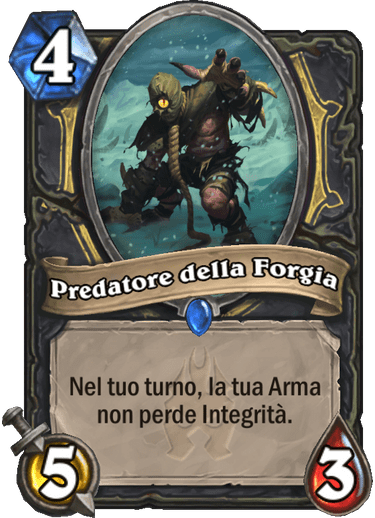 4
Predatore della Forgia
Nel tuo turno, la tua Arma
non perde Integrità.
5
3